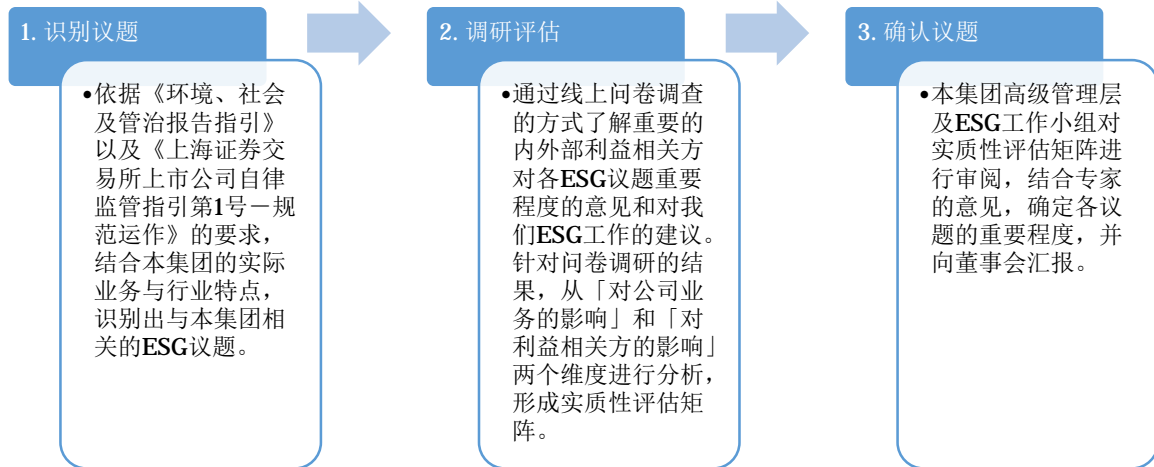 1. 识别议题
•依据《环境、社会
及管治报告指引》
以及《上海证券交
易所上市公司自律
监管指引第1号－规
范运作》的要求，
结合本集团的实际
业务与行业特点，
识别出与本集团相
关的ESG议题。
2. 调研评估
•通过线上问卷调查
的方式了解重要的
内外部利益相关方
对各ESG议题重要
程度的意见和对我
们ESG工作的建议。
针对问卷调研的结
果，从「对公司业
务的影响」和「对
利益相关方的影响」
两个维度进行分析，
形成实质性评估矩
阵。
3. 确认议题
•本集团高级管理层
及ESG工作小组对
实质性评估矩阵进
行审阅，结合专家
的意见，确定各议
题的重要程度，并
向董事会汇报。